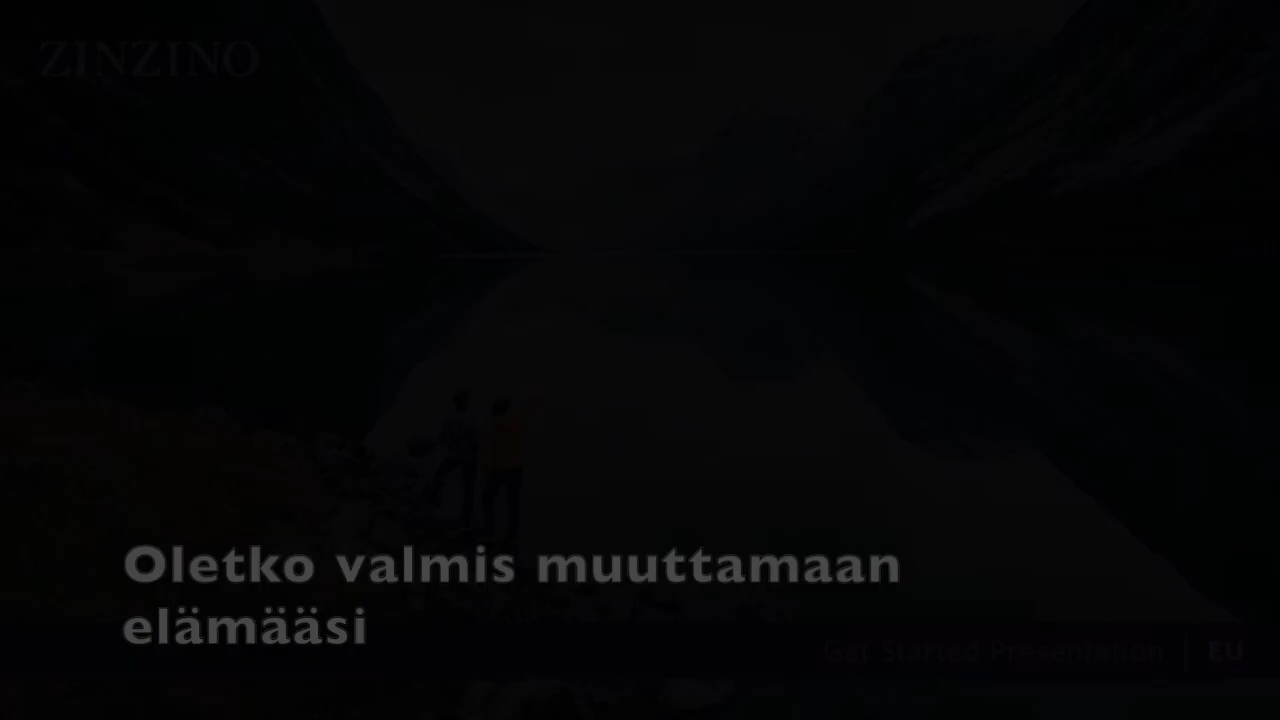 ZINZINO
Oletko valmis muuttamaan
elämääsi
Get Started Presentation | EU